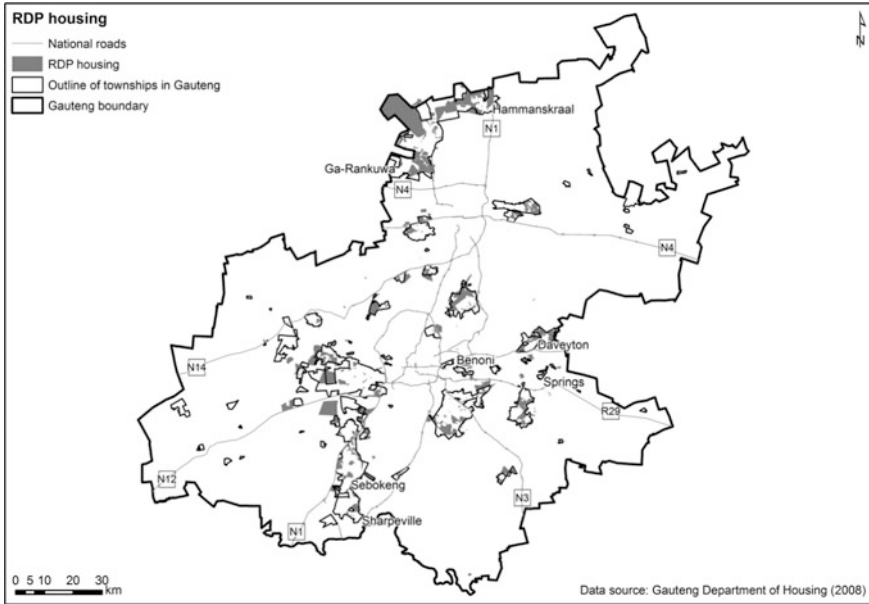 RDP housing
National roads
RDP housing
Outline of townships in Gauteng
Gauteng boundary
N
Hammanskraal
N1
Ga-Rankuwa
N4
N4
Daveyton
Benoni
N14
Springs
R29
N12
Sebokeng
N3
Sharpeville
N1
0 5 10 20 30
km
Data source: Gauteng Department of Housing (2008)